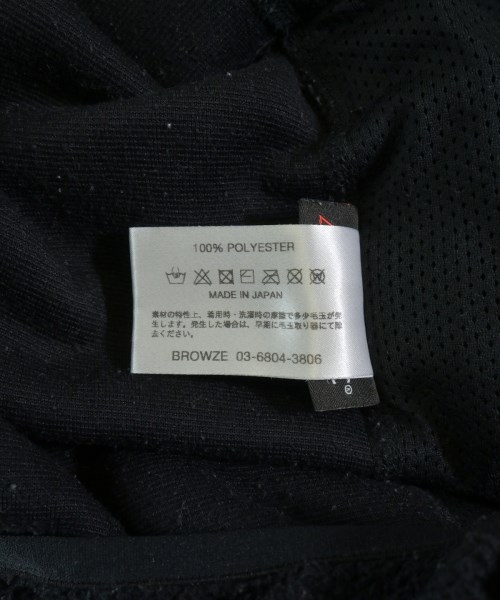 100% POLYESTER
MADE IN JAPAN
素材の特性上、着用時・洗濯時の摩擦で多少毛玉が発
生します。発生した場合は、早期に毛玉取り器にて除
去ください。
BROWZE 03-6804-3806